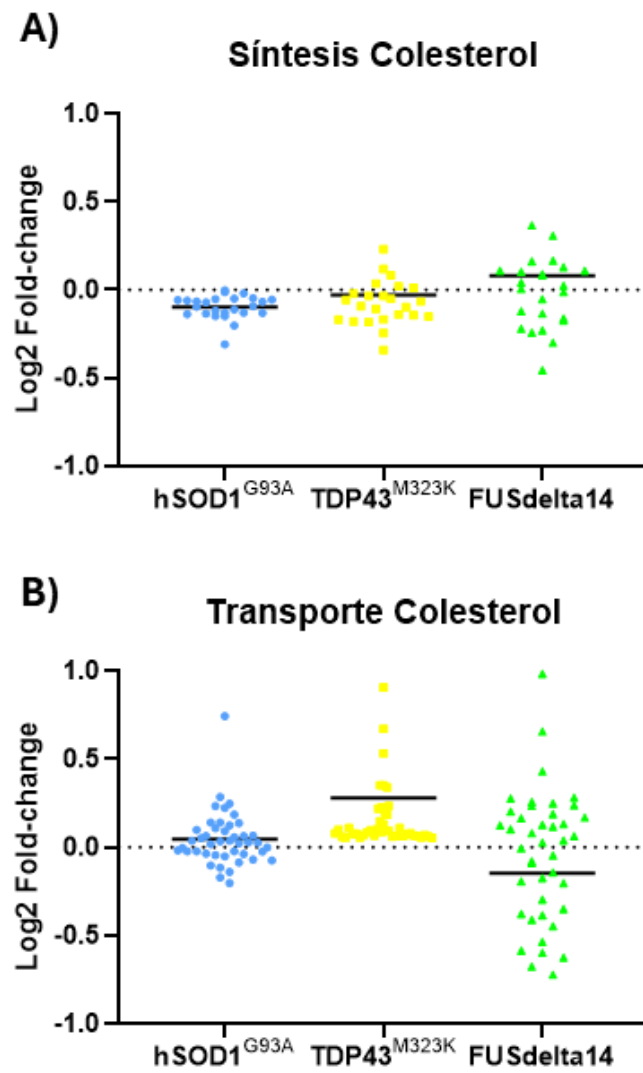 A)
Síntesis Colesterol
Log2 Fold-change
1.0
0.5
0.0
-0.5
-1.0
hSOD1G93A TDP43M323K FUSdelta14
B)
Transporte Colesterol
Log2 Fold-change
1.0
0.5
0.0
-0.5
-1.0
hSOD1G93A TDP43M323K FUSdelta14